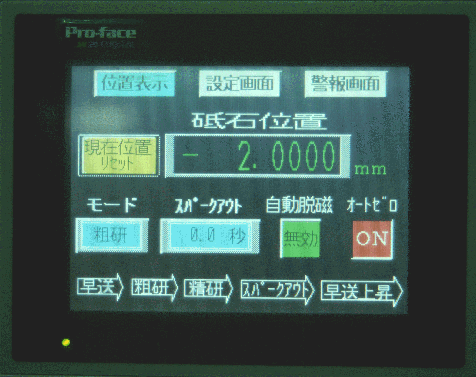 Pro-face
位置表示 設定画面 警報画面
砥石位置
現在位置
リセット
- 2.0000 mm
モード スパークアウト 自動脱磁 オートゼロ
粗研 0.0 秒 無効 ON
早送 粗研 精研 スパークアウト 早送上昇